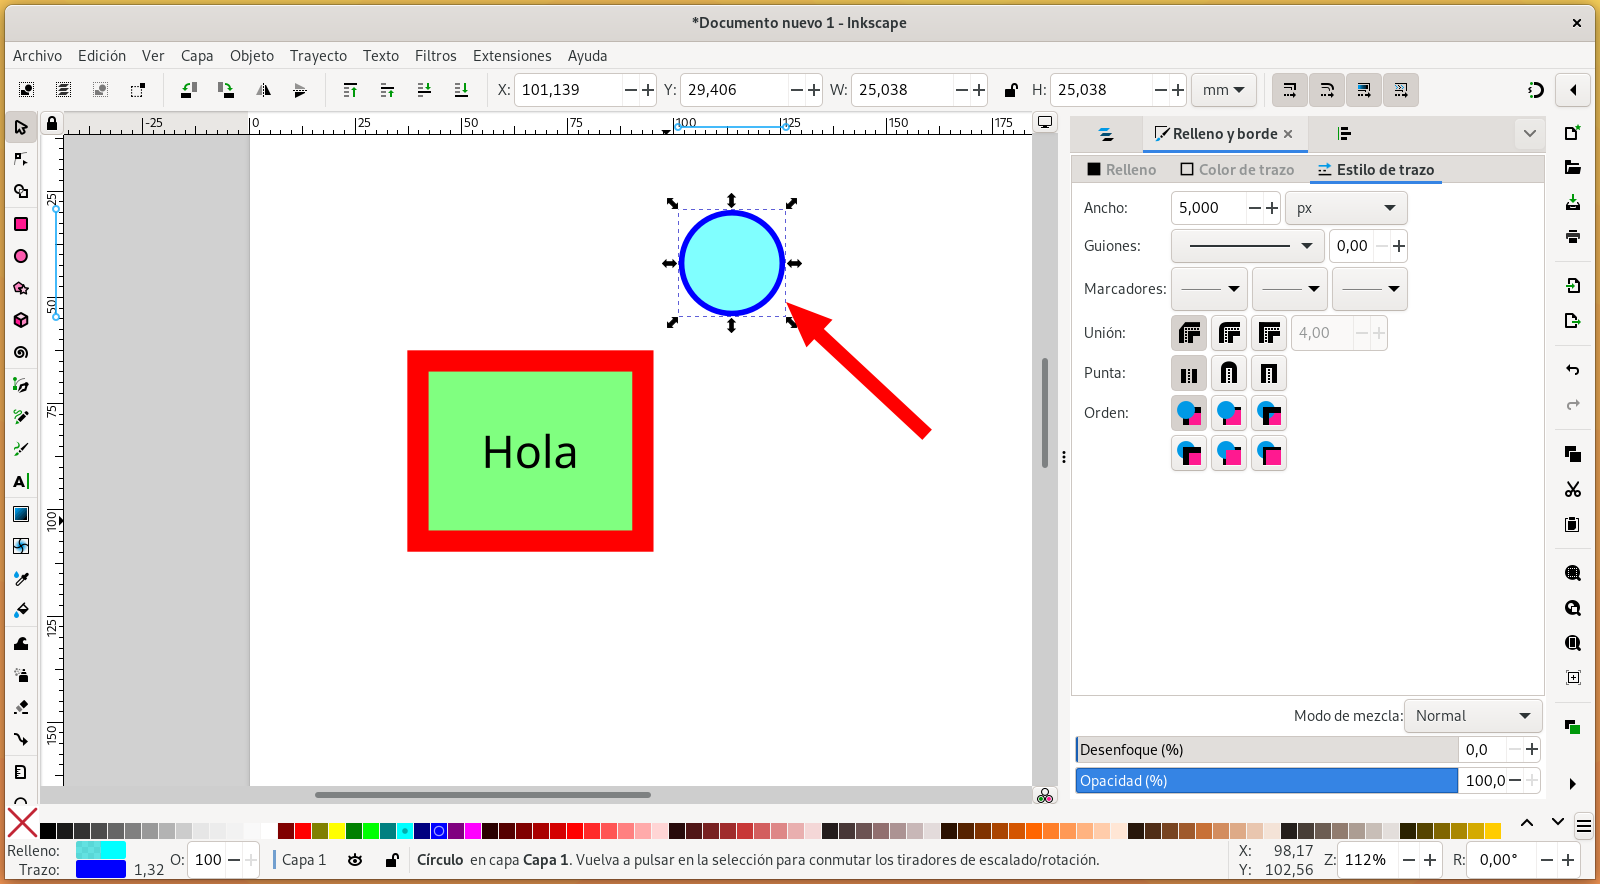 *Documento nuevo 1 - Inkscape
Archivo Edición Ver Capa Objeto Trayecto Texto Filtros Extensiones Ayuda
X: 101,139 Y: 29,406 W: 25,038 H: 25,038 mm
-25 0 25 50 75 100 125 150 175
25
50
75
100
125
150
Relleno y borde
Relleno Color de trazo Estilo de trazo
Ancho: 5,000 px
Guiones: 0,00
Marcadores:
Unión: 4,00
Punta:
Orden:
Hola
Modo de mezcla: Normal
Desenfoque (%) 0,0
Opacidad (%) 100,0
Relleno:
Trazo: 1,32
O: 100
Capa 1
Círculo en capa Capa 1. Vuelva a pulsar en la selección para conmutar los tiradores de escalado/rotación.
X: 98,17
Y: 102,56
Z: 112%
R: 0,00°